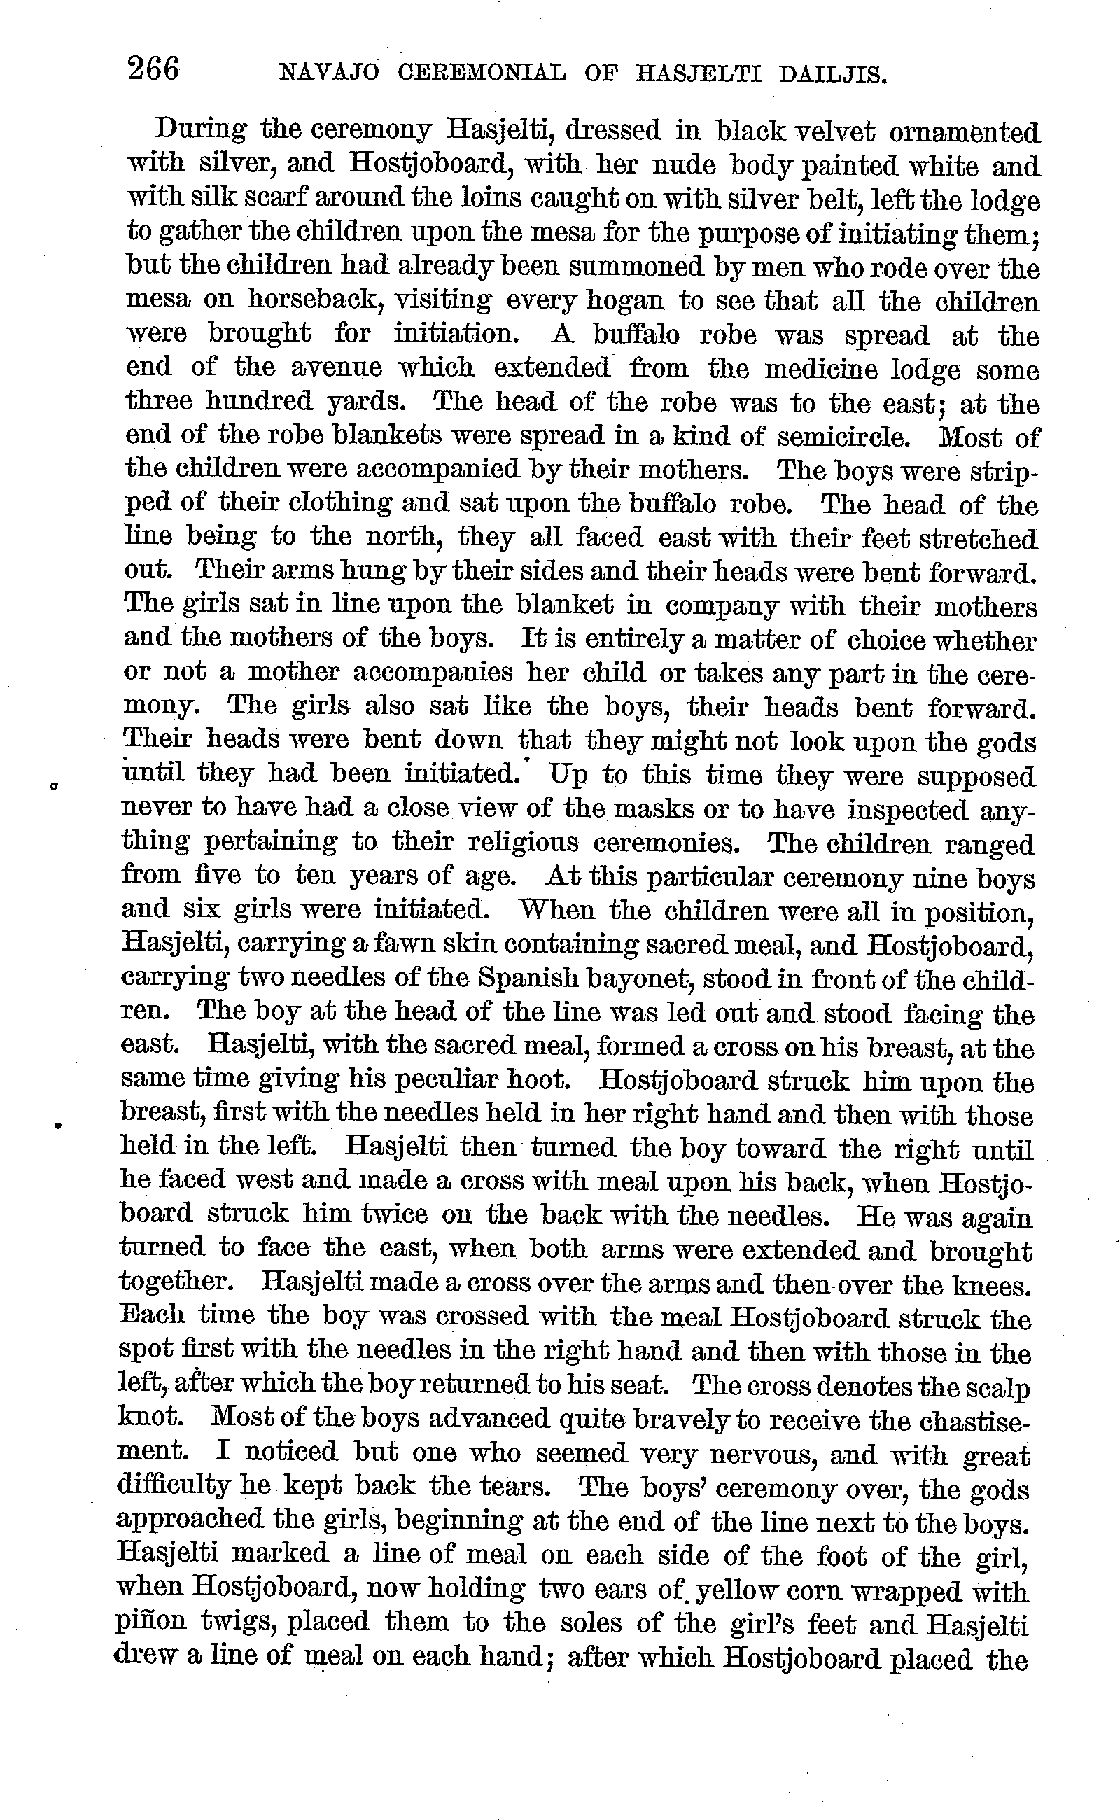 266 NAVAJO CEREMONIAL OF HASJELTI DAILJIS.
During the ceremony Hasjelti, dressed in black velvet ornamented
with silver, and Hostjoboard, with her nude body painted white and
with silk scarf around the loins caught on with silver belt, left the lodge
to gather the children upon the mesa for the purpose of initiating them;
but the children had already been summoned by men who rode over the
mesa on horseback, visiting every hogan to see that all the children
were brought for initiation. A buffalo robe was spread at the
end of the avenue which extended from the medicine lodge some
three hundred yards. The head of the robe was to the east; at the
end of the robe blankets were spread in a kind of semicircle. Most of
the children were accompanied by their mothers. The boys were strip-
ped of their clothing and sat upon the buffalo robe. The head of the
line being to the north, they all faced east with their feet stretched
out. Their arms hung by their sides and their heads were bent forward.
The girls sat in line upon the blanket in company with their mothers
and the mothers of the boys. It is entirely a matter of choice whether
or not a mother accompanies her child or takes any part in the cere-
mony. The girls also sat like the boys, their heads bent forward.
Their heads were bent down that they might not look upon the gods
until they had been initiated. Up to this time they were supposed
never to have had a close view of the masks or to have inspected any-
thing pertaining to their religious ceremonies. The children ranged
from five to ten years of age. At this particular ceremony nine boys
and six girls were initiated. When the children were all in position,
Hasjelti, carrying a fawn skin containing sacred meal, and Hostjoboard,
carrying two needles of the Spanish bayonet, stood in front of the child-
ren. The boy at the head of the line was led out and stood facing the
east. Hasjelti, with the sacred meal, formed a cross on his breast, at the
same time giving his peculiar hoot. Hostjoboard struck him upon the
breast, first with the needles held in her right hand and then with those
held in the left. Hasjelti then turned the boy toward the right until
he faced west and made a cross with meal upon his back, when Hostjo-
board struck him twice on the back with the needles. He was again
turned to face the east, when both arms were extended and brought
together. Hasjelti made a cross over the arms and then over the knees.
Each time the boy was crossed with the meal Hostjoboard struck the
spot first with the needles in the right hand and then with those in the
left, after which the boy returned to his seat. The cross denotes the scalp
knot. Most of the boys advanced quite bravely to receive the chastise-
ment. I noticed but one who seemed very nervous, and with great
difficulty he kept back the tears. The boys' ceremony over, the gods
approached the girls, beginning at the end of the line next to the boys.
Hasjelti marked a line of meal on each side of the foot of the girl,
when Hostjoboard, now holding two ears of yellow corn wrapped with
piñon twigs, placed them to the soles of the girl's feet and Hasjelti
drew a line of meal on each hand; after which Hostjoboard placed the